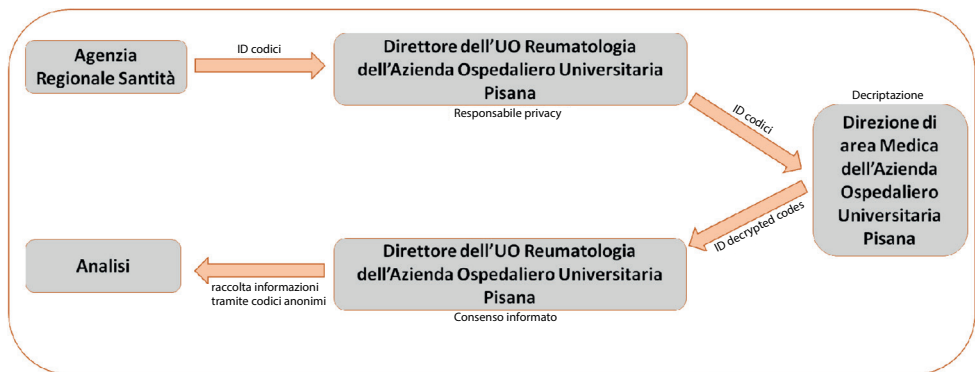 Agenzia
Regionale Santità
ID codici
Direttore dell'UO Reumatologia
dell'Azienda Ospedaliero Universitaria
Pisana
Responsabile privacy
ID codici
Decriptazione
Direzione di
area Medica
dell'Azienda
Ospedaliero
Universitaria
Pisana
ID decrypted codes
Direttore dell'UO Reumatologia
dell'Azienda Ospedaliero Universitaria
Pisana
Consenso informato
raccolta informazioni
tramite codici anonimi
Analisi